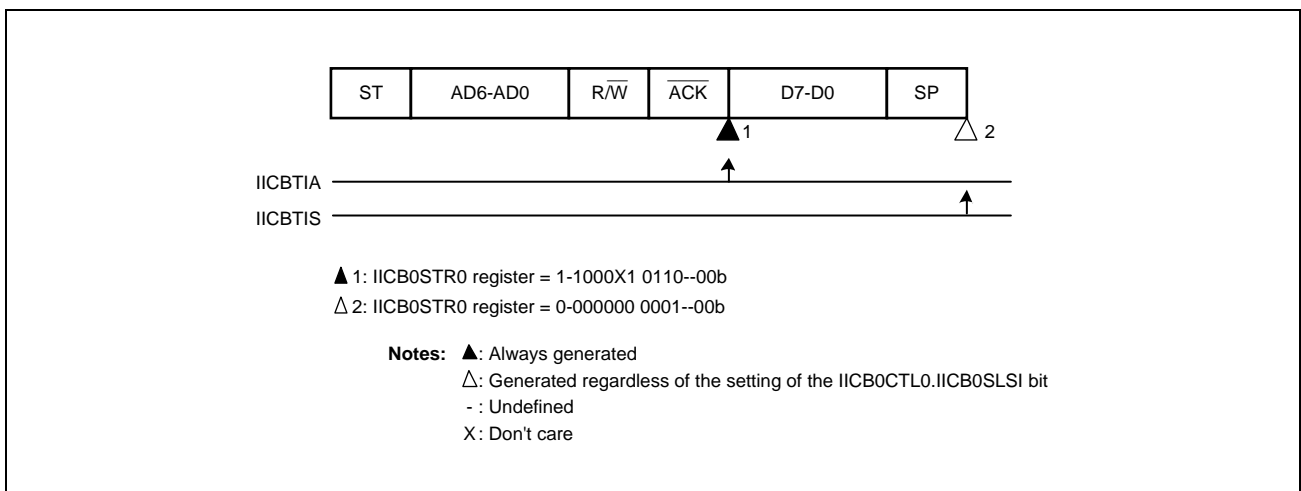 ST AD6-AD0 R/W̅ A̅C̅K̅ D7-D0 SP
1 2
IICBTIA
IICBTIS
▲ 1: IICB0STR0 register = 1-1000X1 0110--00b
△ 2: IICB0STR0 register = 0-000000 0001--00b
Notes: ▲: Always generated
△: Generated regardless of the setting of the IICB0CTL0.IICB0SLSI bit
- : Undefined
X : Don't care